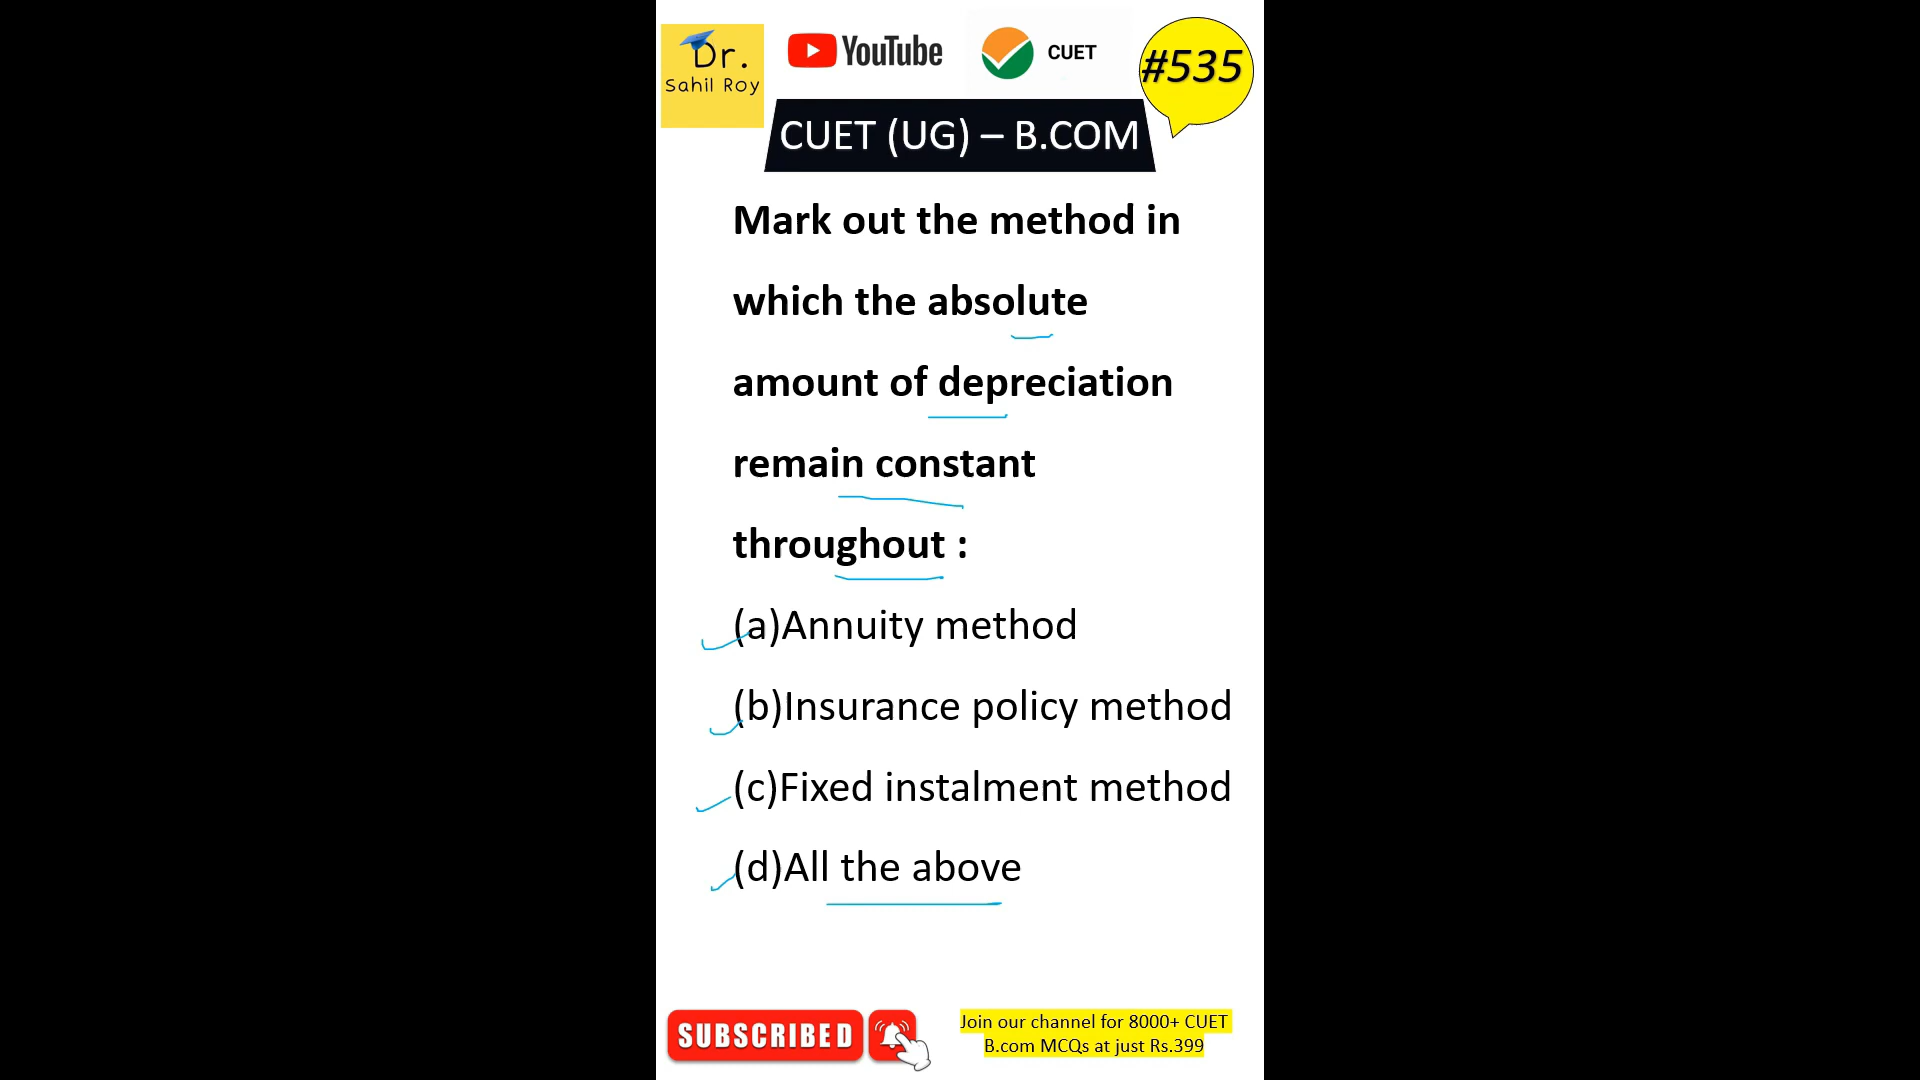 Dr.
Sahil Roy
YouTube
CUET
#535
CUET (UG) – B.COM
Mark out the method in
which the absolute
amount of depreciation
remain constant
throughout :
(a)Annuity method
(b)Insurance policy method
(c)Fixed instalment method
(d)All the above
SUBSCRIBED
Join our channel for 8000+ CUET
B.com MCQs at just Rs.399